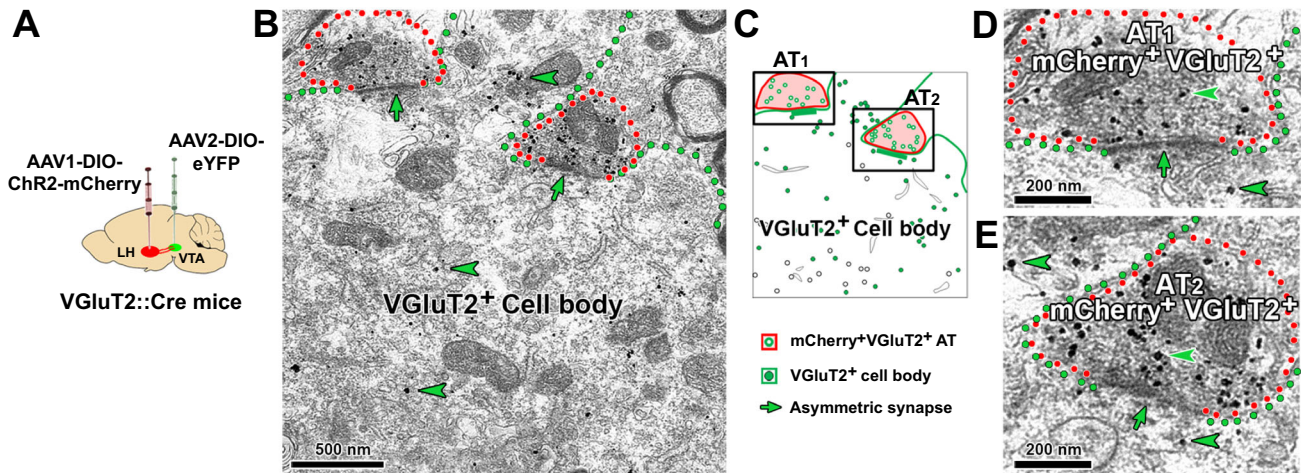 A
AAV1-DIO-
ChR2-mCherry
AAV2-DIO-
eYFP
LH
VTA
VGluT2::Cre mice
B
VGluT2+ Cell body
500 nm
C
AT1
AT2
VGluT2+ Cell body
mCherry+VGluT2+ AT
VGluT2+ cell body
Asymmetric synapse
D
AT1
mCherry+ VGluT2+
200 nm
E
AT2
mCherry+ VGluT2+
200 nm